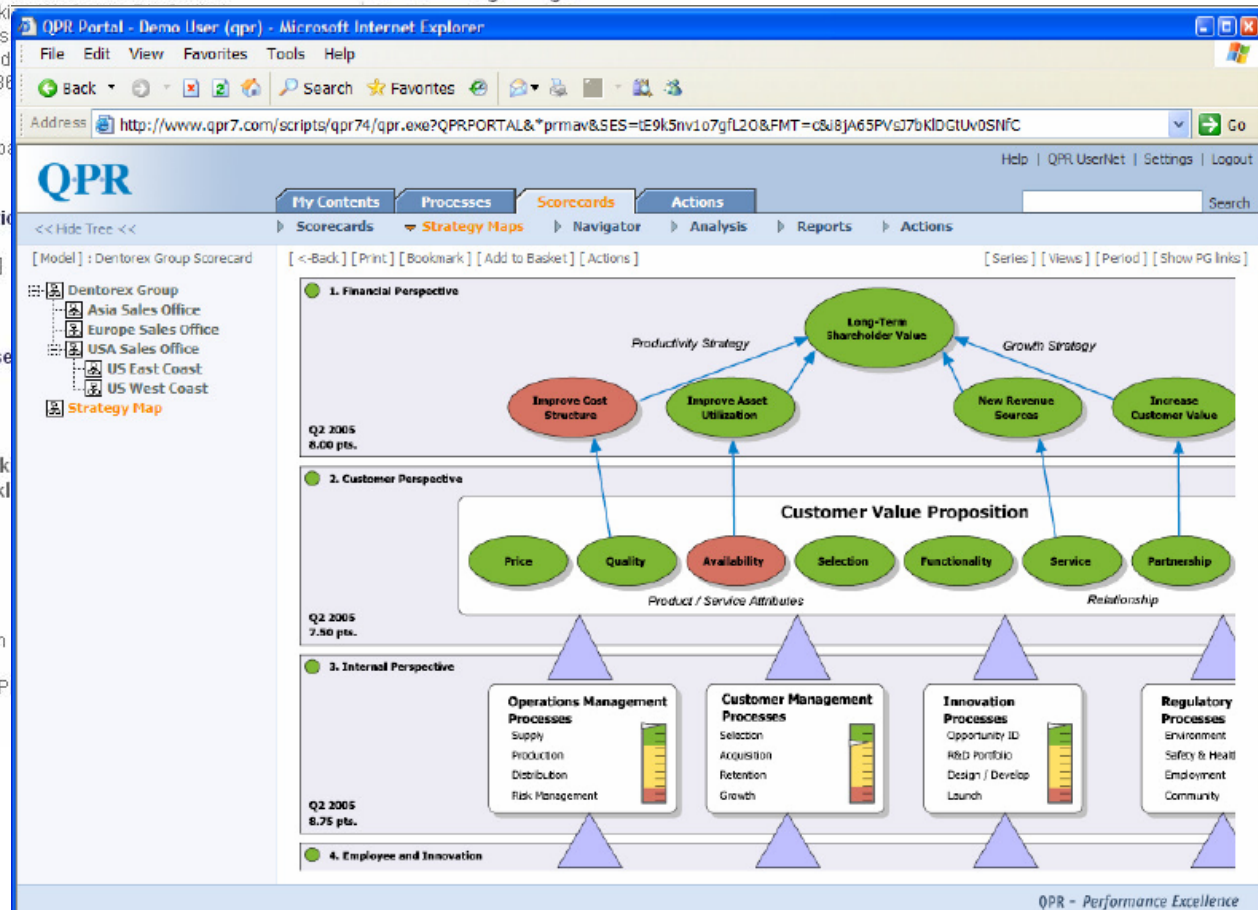 QPR Portal - Demo User (qpr) - Microsoft Internet Explorer
File Edit View Favorites Tools Help
Back Search Favorites
Address http://www.qpr7.com/scripts/qpr74/qpr.exe?QPRPORTAL&*prmav&SES=tE9k5nv1o7gfL2O&FMT=c&i8jA65PVsJ7bKlDGtUv0SNfC Go
Help | QPR UserNet | Settings | Logout
QPR
My Contents Processes Scorecards Actions
Search
<< Hide Tree <<
Scorecards Strategy Maps Navigator Analysis Reports Actions
[Model] : Dentorex Group Scorecard
[<-Back] [Print] [Bookmark] [Add to Basket] [Actions]
[Series] [Views] [Period] [Show PG links]
Dentorex Group
Asia Sales Office
Europe Sales Office
USA Sales Office
US East Coast
US West Coast
Strategy Map
1. Financial Perspective
Long-Term
Shareholder Value
Productivity Strategy
Growth Strategy
Improve Cost
Structure
Improve Asset
Utilization
New Revenue
Sources
Increase
Customer Value
Q2 2005
8.00 pts.
2. Customer Perspective
Customer Value Proposition
Price Quality Availability Selection Functionality Service Partnership
Product / Service Attributes
Relationship
Q2 2005
7.50 pts.
3. Internal Perspective
Operations Management
Processes
Supply
Production
Distribution
Risk Management
Customer Management
Processes
Selection
Acquisition
Retention
Growth
Innovation
Processes
Opportunity ID
R&D Portfolio
Design / Develop
Launch
Regulatory
Processes
Environment
Safety & Healt
Employment
Community
Q2 2005
8.75 pts.
4. Employee and Innovation
QPR - Performance Excellence